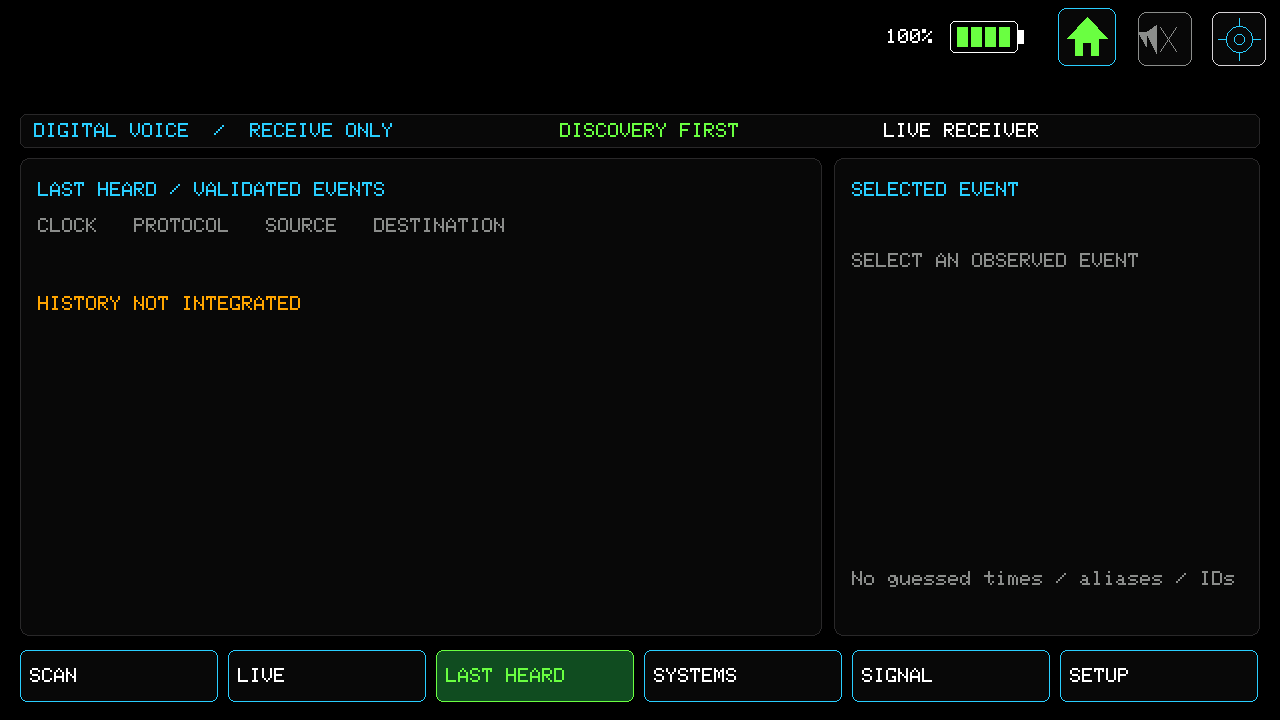 100%
DIGITAL VOICE / RECEIVE ONLY DISCOVERY FIRST LIVE RECEIVER
LAST HEARD / VALIDATED EVENTS
CLOCK PROTOCOL SOURCE DESTINATION
HISTORY NOT INTEGRATED
SELECTED EVENT
SELECT AN OBSERVED EVENT
No guessed times / aliases / IDs
SCAN LIVE LAST HEARD SYSTEMS SIGNAL SETUP